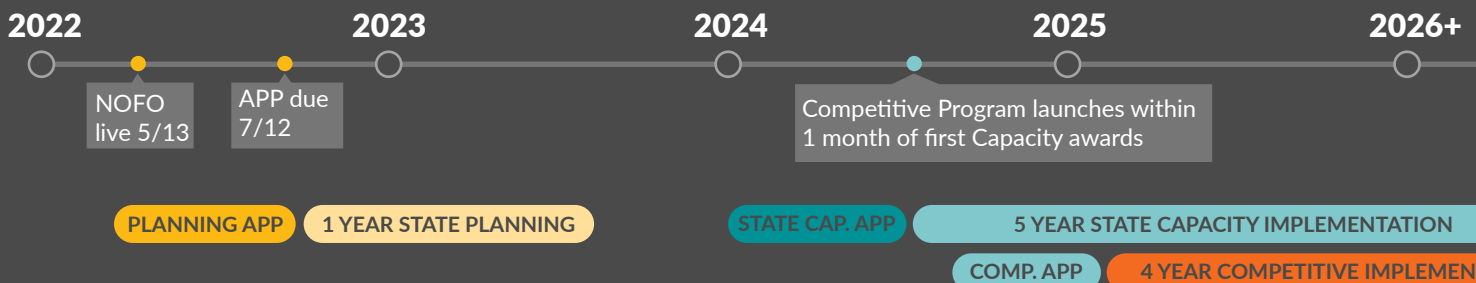 2022
2023
2024
2025
2026+
NOFO
live 5/13
APP due
7/12
Competitive Program launches within
1 month of first Capacity awards
PLANNING APP
1 YEAR STATE PLANNING
STATE CAP. APP
5 YEAR STATE CAPACITY IMPLEMENTATION
COMP. APP
4 YEAR COMPETITIVE IMPLEMEN